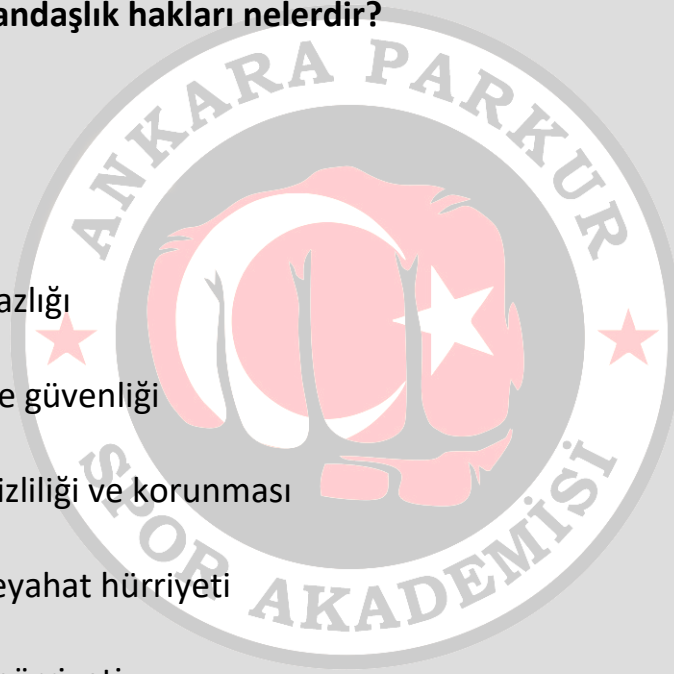 andaşlık hakları nelerdir?
ANKARA PARKUR
azlığı
e güvenliği
izliliği ve korunması
eyahat hürriyeti
SPOR AKADEMİSİ